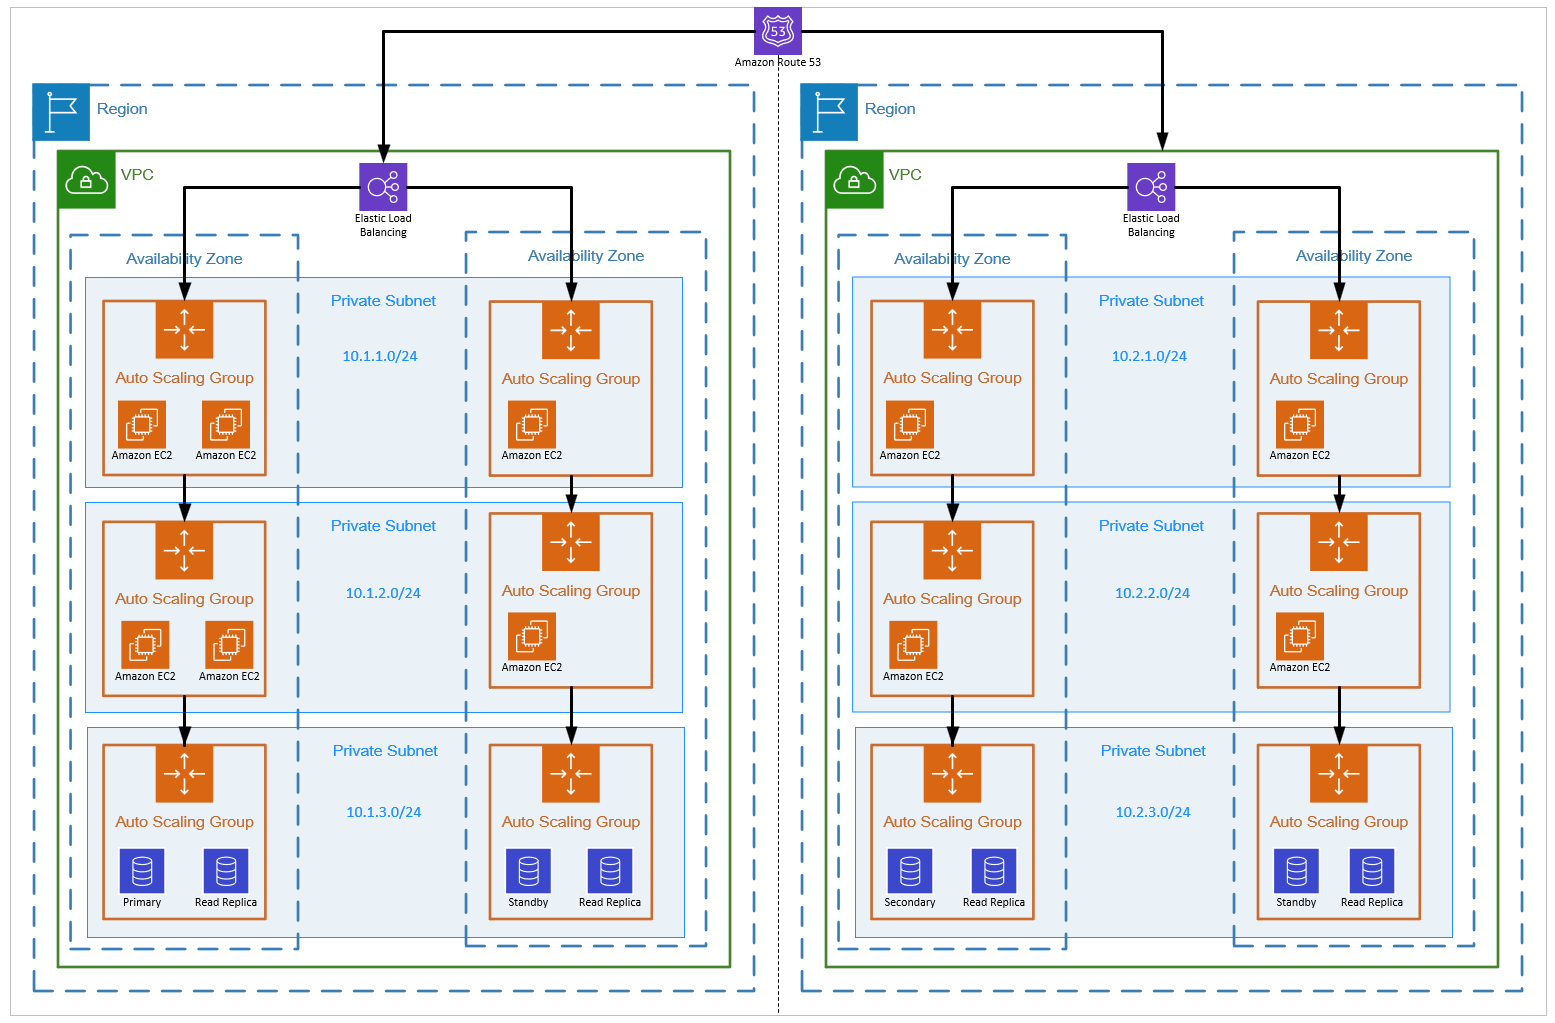 53
Amazon Route 53
Region
VPC
Elastic Load
Balancing
Availability Zone
Availability Zone
Private Subnet
10.1.1.0/24
Auto Scaling Group
Amazon EC2
Amazon EC2
Auto Scaling Group
Amazon EC2
Private Subnet
10.1.2.0/24
Auto Scaling Group
Amazon EC2
Amazon EC2
Auto Scaling Group
Amazon EC2
Private Subnet
10.1.3.0/24
Auto Scaling Group
Primary
Read Replica
Auto Scaling Group
Standby
Read Replica
Region
VPC
Elastic Load
Balancing
Availability Zone
Availability Zone
Private Subnet
10.2.1.0/24
Auto Scaling Group
Amazon EC2
Auto Scaling Group
Amazon EC2
Private Subnet
10.2.2.0/24
Auto Scaling Group
Amazon EC2
Auto Scaling Group
Amazon EC2
Private Subnet
10.2.3.0/24
Auto Scaling Group
Secondary
Read Replica
Auto Scaling Group
Standby
Read Replica